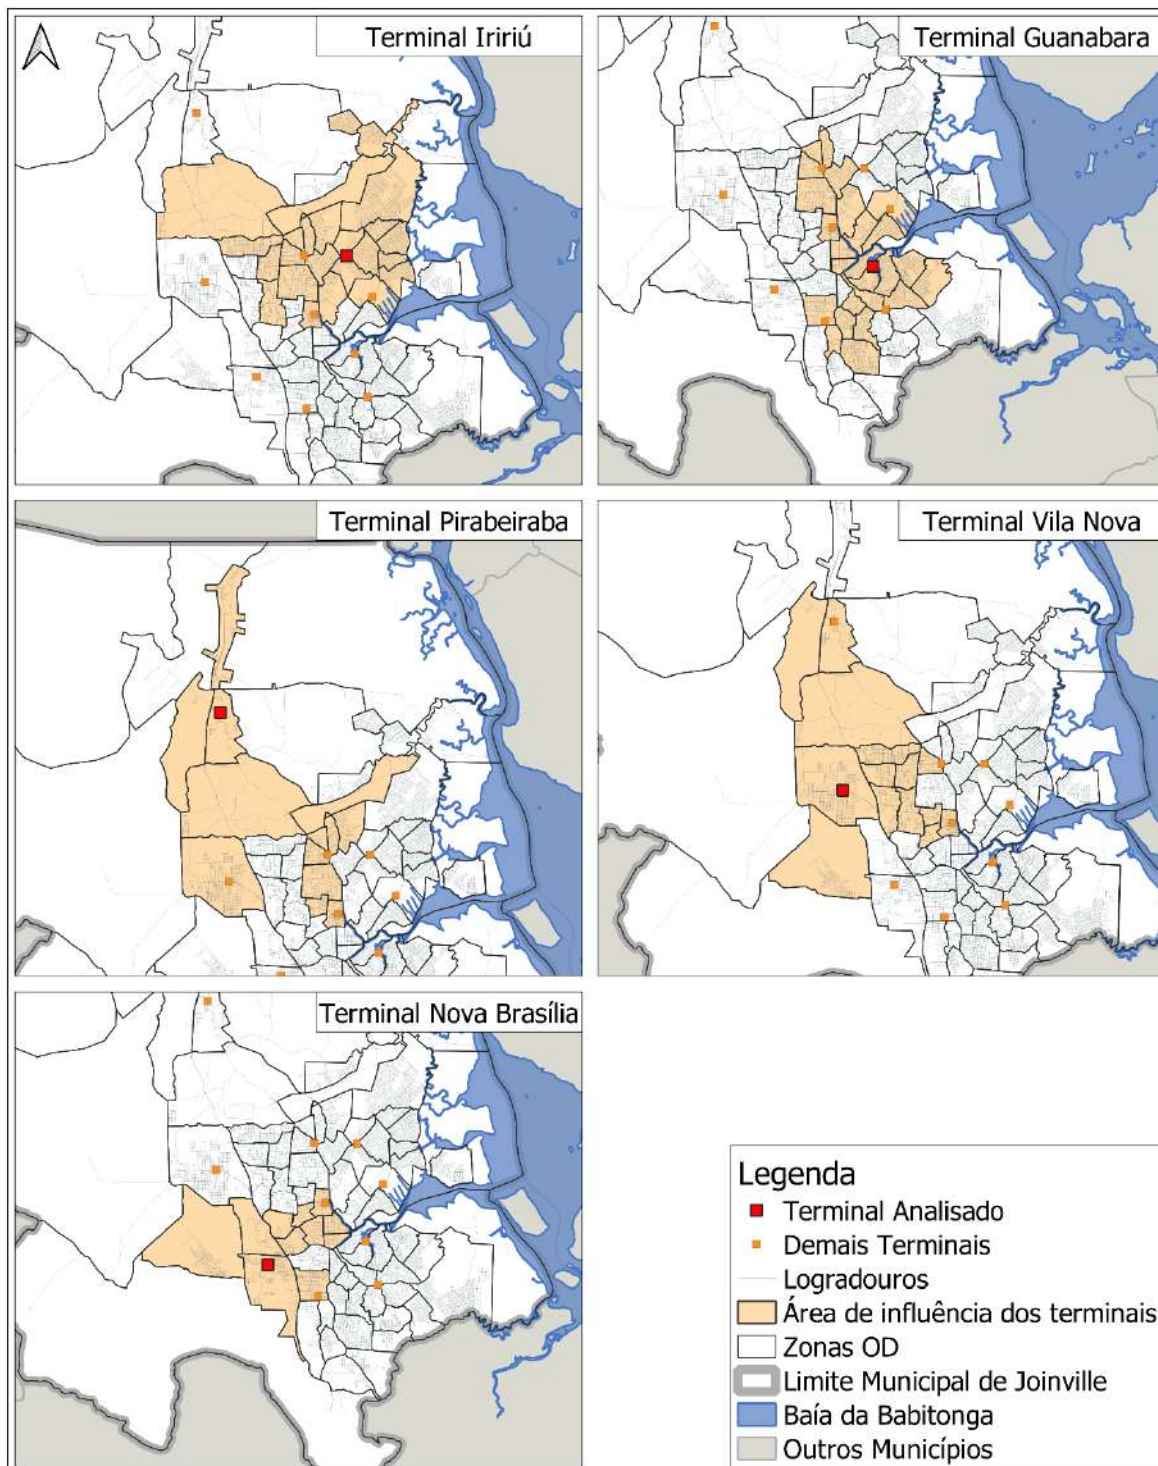 Terminal Iririú
Terminal Guanabara
Terminal Pirabeiraba
Terminal Vila Nova
Terminal Nova Brasília
Legenda
Terminal Analisado
Demais Terminais
Logradouros
Área de influência dos terminais
Zonas OD
Limite Municipal de Joinville
Baía da Babitonga
Outros Municípios